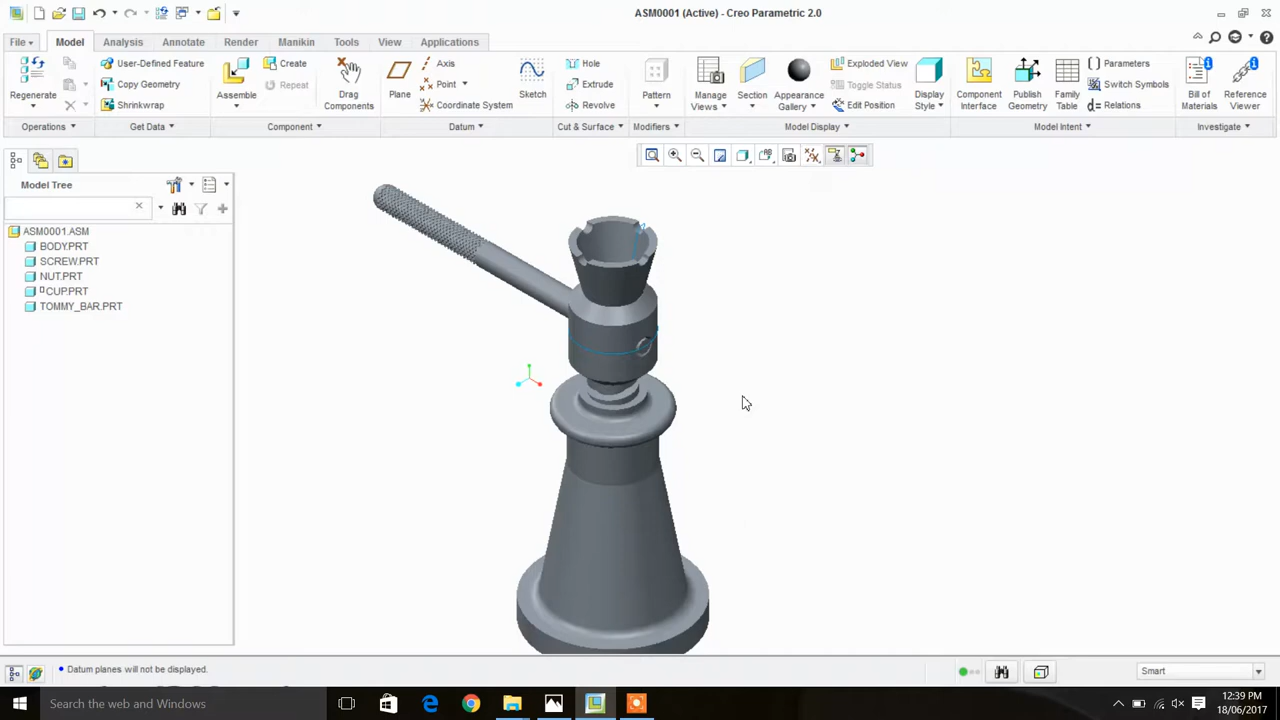 ASM0001 (Active) - Creo Parametric 2.0
File
Model
Analysis
Annotate
Render
Manikin
Tools
View
Applications
Regenerate
Operations
User-Defined Feature
Copy Geometry
Shrinkwrap
Get Data
Assemble
Create
Repeat
Drag
Components
Component
Plane
Axis
Point
Coordinate System
Sketch
Datum
Hole
Extrude
Revolve
Cut & Surface
Pattern
Modifiers
Manage
Views
Section
Appearance
Gallery
Exploded View
Toggle Status
Edit Position
Display
Style
Model Display
Component
Interface
Publish
Geometry
Family
Table
Parameters
Switch Symbols
Relations
Model Intent
Bill of
Materials
Reference
Viewer
Investigate
Model Tree
ASM0001.ASM
BODY.PRT
SCREW.PRT
NUT.PRT
CUP.PRT
TOMMY_BAR.PRT
Datum planes will not be displayed.
Smart
Search the web and Windows
12:39 PM
18/06/2017